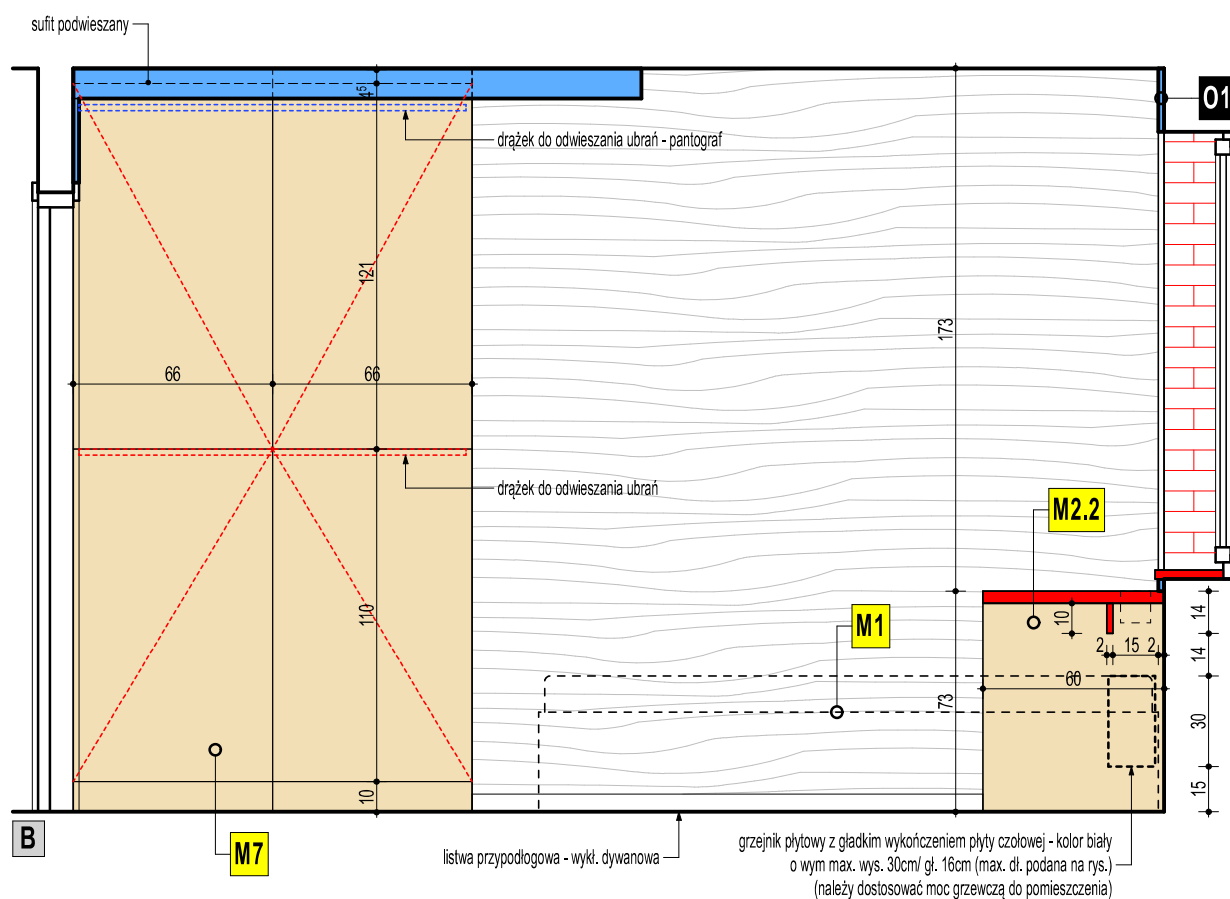 sufit podwieszany
4⁵
O1
drążek do odwieszania ubrań - pantograf
121
173
66
66
drążek do odwieszania ubrań
M2.2
M1
110
10
14
2
15
2
14
60
73
30
10
15
B
M7
listwa przypodłogowa - wykł. dywanowa
grzejnik płytowy z gładkim wykończeniem płyty czołowej - kolor biały
o wym max. wys. 30cm/ gł. 16cm (max. dł. podana na rys.)
(należy dostosować moc grzewczą do pomieszczenia)